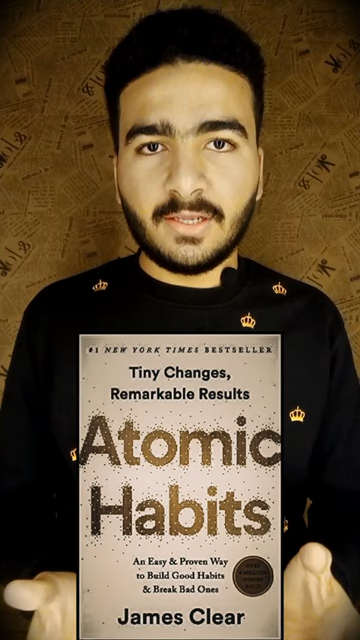 #1 NEW YORK TIMES BESTSELLER
Tiny Changes,
Remarkable Results
Atomic
Habits
An Easy & Proven Way
to Build Good Habits
& Break Bad Ones
James Clear